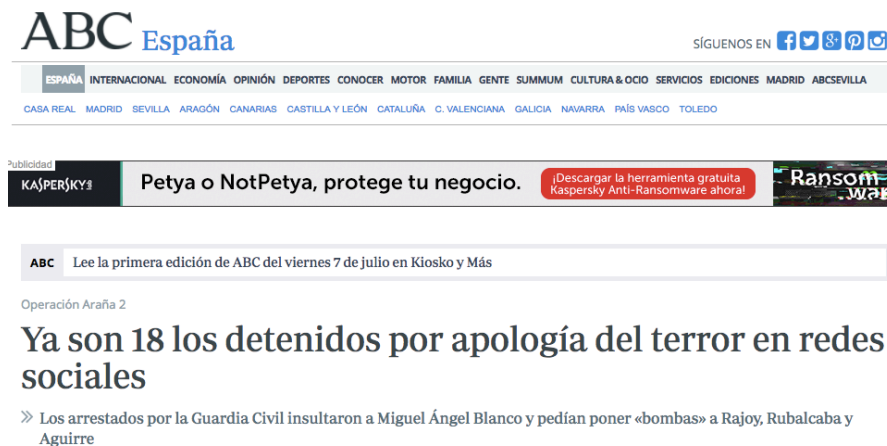 ABC España
SÍGUENOS EN
ESPAÑA INTERNACIONAL ECONOMÍA OPINIÓN DEPORTES CONOCER MOTOR FAMILIA GENTE SUMMUM CULTURA & OCIO SERVICIOS EDICIONES MADRID ABCSEVILLA
CASA REAL MADRID SEVILLA ARAGÓN CANARIAS CASTILLA Y LEÓN CATALUÑA C. VALENCIANA GALICIA NAVARRA PAÍS VASCO TOLEDO
Publicidad
KASPERSKY
Petya o NotPetya, protege tu negocio.
¡Descargar la herramienta gratuita
Kaspersky Anti-Ransomware ahora!
Ransom
.war
ABC Lee la primera edición de ABC del viernes 7 de julio en Kiosko y Más
Operación Araña 2
Ya son 18 los detenidos por apología del terror en redes
sociales
» Los arrestados por la Guardia Civil insultaron a Miguel Ángel Blanco y pedían poner «bombas» a Rajoy, Rubalcaba y
Aguirre